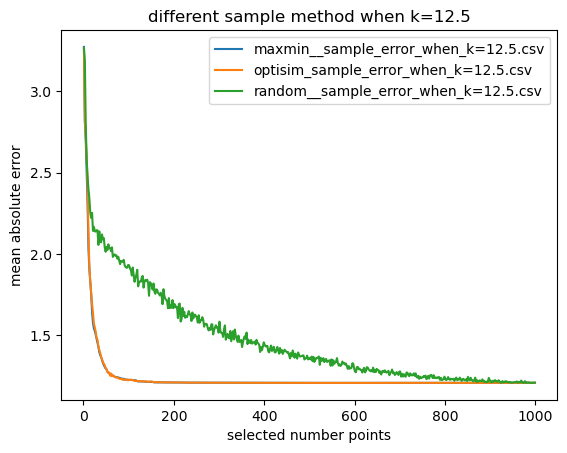 different sample method when k=12.5
maxmin__sample_error_when_k=12.5.csv
optisim_sample_error_when_k=12.5.csv
random__sample_error_when_k=12.5.csv
mean absolute error
3.0
2.5
2.0
1.5
0 200 400 600 800 1000
selected number points